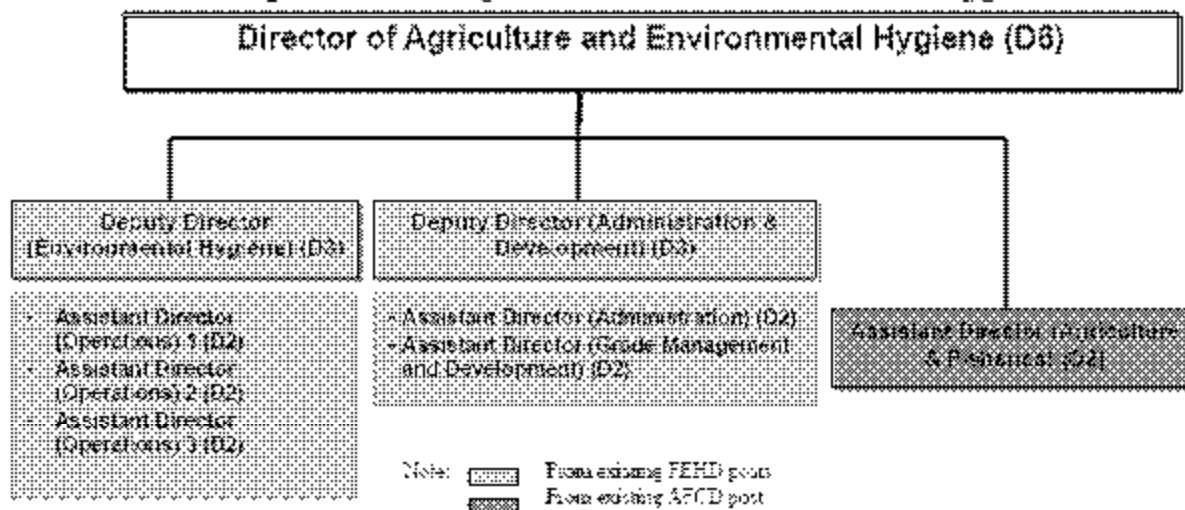 Director of Agriculture and Environmental Hygiene (D6)
Deputy Director
(Environmental Hygiene) (D3)
Deputy Director (Administration &
Development) (D3)
- Assistant Director
(Operations) 1 (D2)
- Assistant Director
(Operations) 2 (D2)
- Assistant Director
(Operations) 3 (D2)
- Assistant Director (Administration) (D2)
- Assistant Director (Grade Management
and Development) (D2)
Assistant Director (Agriculture
& Fisheries) (D2)
Note:
From existing FEHD posts
From existing AFCD post